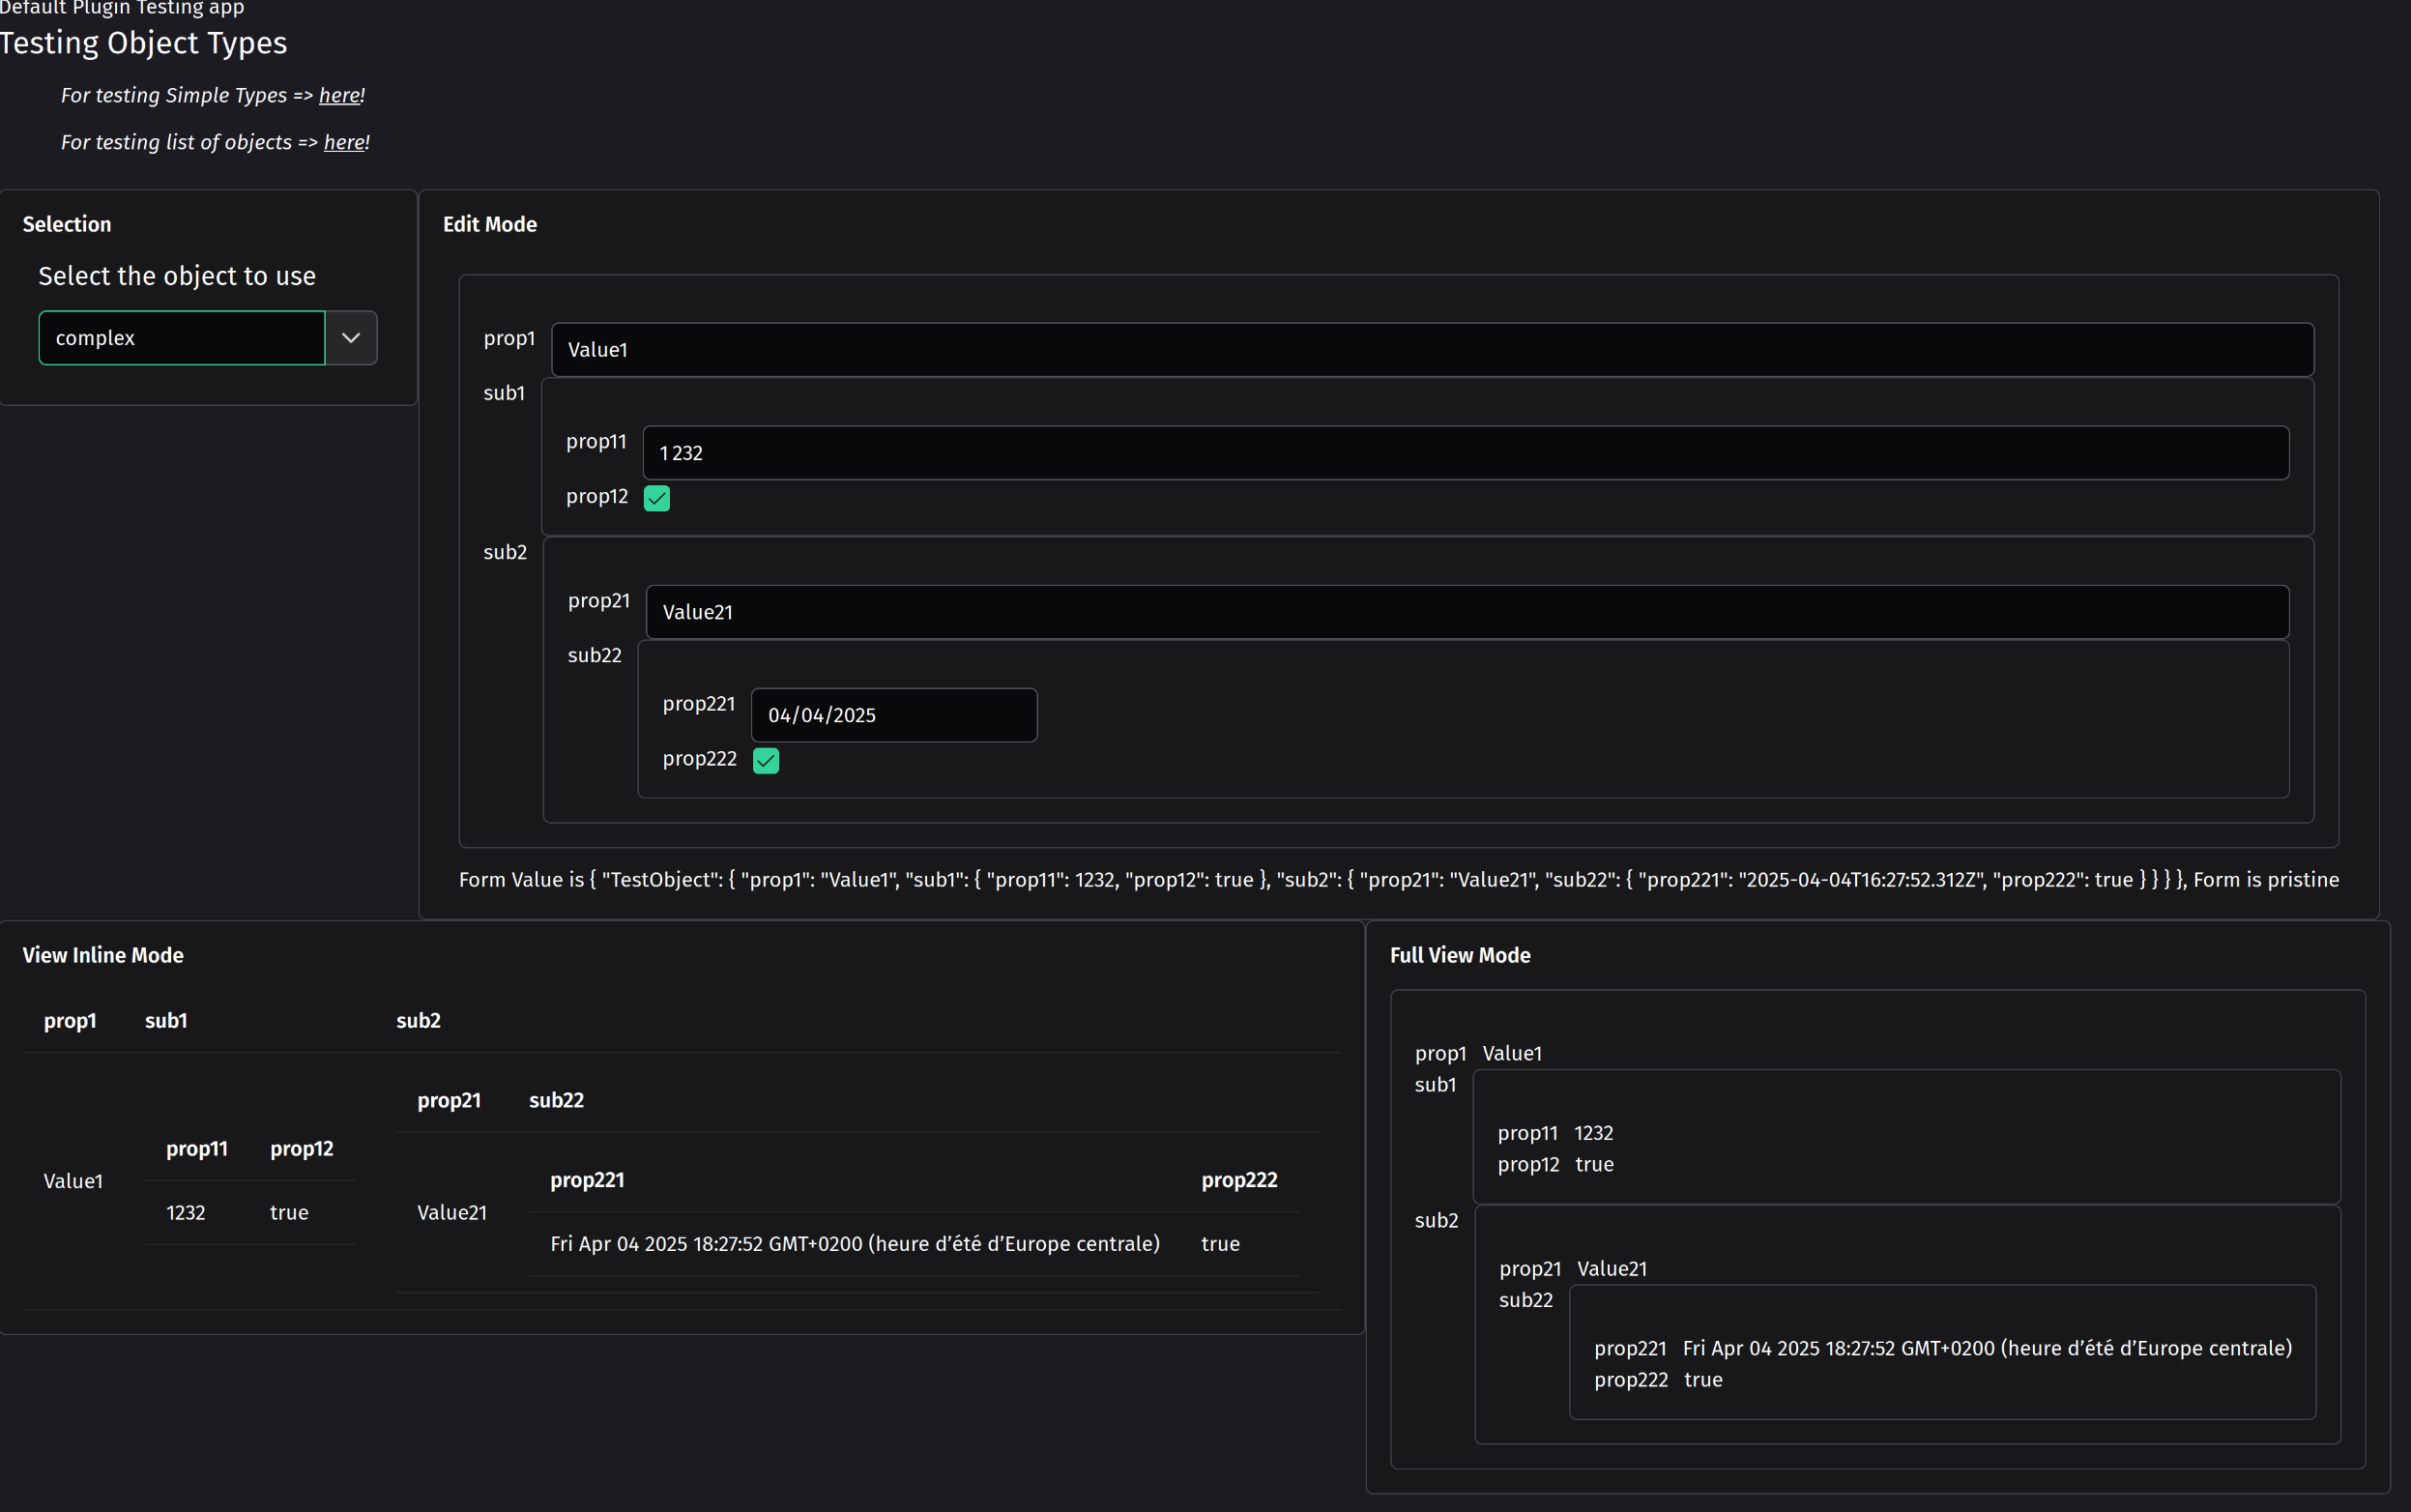 Default Plugin Testing app
Testing Object Types
For testing Simple Types => here!
For testing list of objects => here!
Selection
Select the object to use
complex
Edit Mode
prop1 Value1
sub1
prop11 1 232
prop12
sub2
prop21 Value21
sub22
prop221 04/04/2025
prop222
Form Value is { "TestObject": { "prop1": "Value1", "sub1": { "prop11": 1232, "prop12": true }, "sub2": { "prop21": "Value21", "sub22": { "prop221": "2025-04-04T16:27:52.312Z", "prop222": true } } } }, Form is pristine
View Inline Mode
prop1 sub1 sub2
prop21 sub22
prop11 prop12
prop221 prop222
Value1
1232 true
Value21
Fri Apr 04 2025 18:27:52 GMT+0200 (heure d’été d’Europe centrale) true
Full View Mode
prop1 Value1
sub1
prop11 1232
prop12 true
sub2
prop21 Value21
sub22
prop221 Fri Apr 04 2025 18:27:52 GMT+0200 (heure d’été d’Europe centrale)
prop222 true